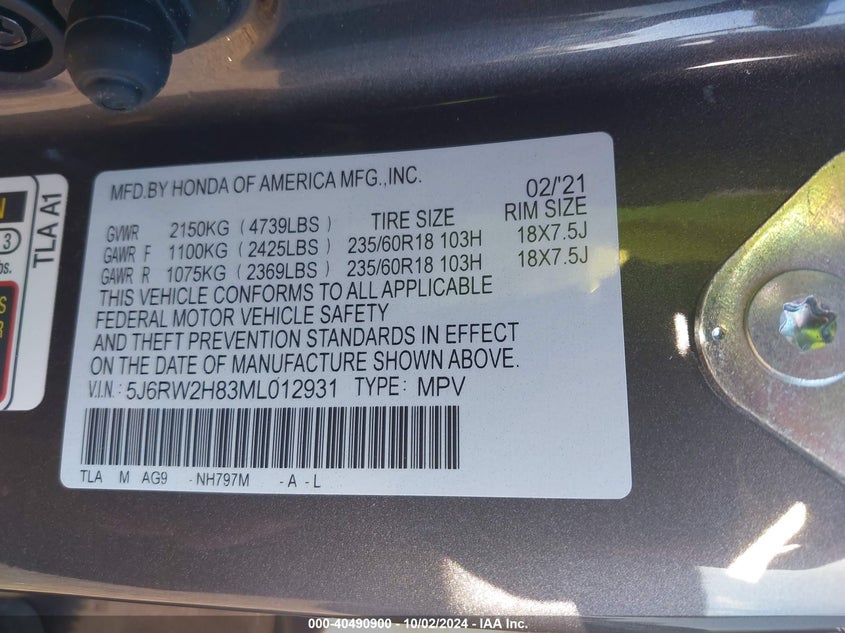 MFD.BY HONDA OF AMERICA MFG.,INC.
02/'21
GVWR 2150KG ( 4739LBS ) TIRE SIZE RIM SIZE
GAWR F 1100KG ( 2425LBS ) 235/60R18 103H 18X7.5J
GAWR R 1075KG ( 2369LBS ) 235/60R18 103H 18X7.5J
THIS VEHICLE CONFORMS TO ALL APPLICABLE
FEDERAL MOTOR VEHICLE SAFETY
AND THEFT PREVENTION STANDARDS IN EFFECT
ON THE DATE OF MANUFACTURE SHOWN ABOVE.
V.I.N.: 5J6RW2H83ML012931 TYPE: MPV
TLA M AG9 -NH797M -A -L
TLA A1
3
000-40490900 - 10/02/2024 - IAA Inc.